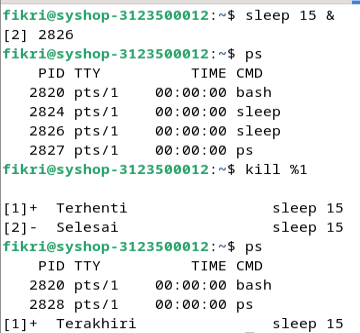 fikri@syshop-3123500012:~$ sleep 15 &
[2] 2826
fikri@syshop-3123500012:~$ ps
    PID TTY          TIME CMD
   2820 pts/1    00:00:00 bash
   2824 pts/1    00:00:00 sleep
   2826 pts/1    00:00:00 sleep
   2827 pts/1    00:00:00 ps
fikri@syshop-3123500012:~$ kill %1
[1]+  Terhenti                sleep 15
[2]-  Selesai                 sleep 15
fikri@syshop-3123500012:~$ ps
    PID TTY          TIME CMD
   2820 pts/1    00:00:00 bash
   2828 pts/1    00:00:00 ps
[1]+  Terakhiri               sleep 15